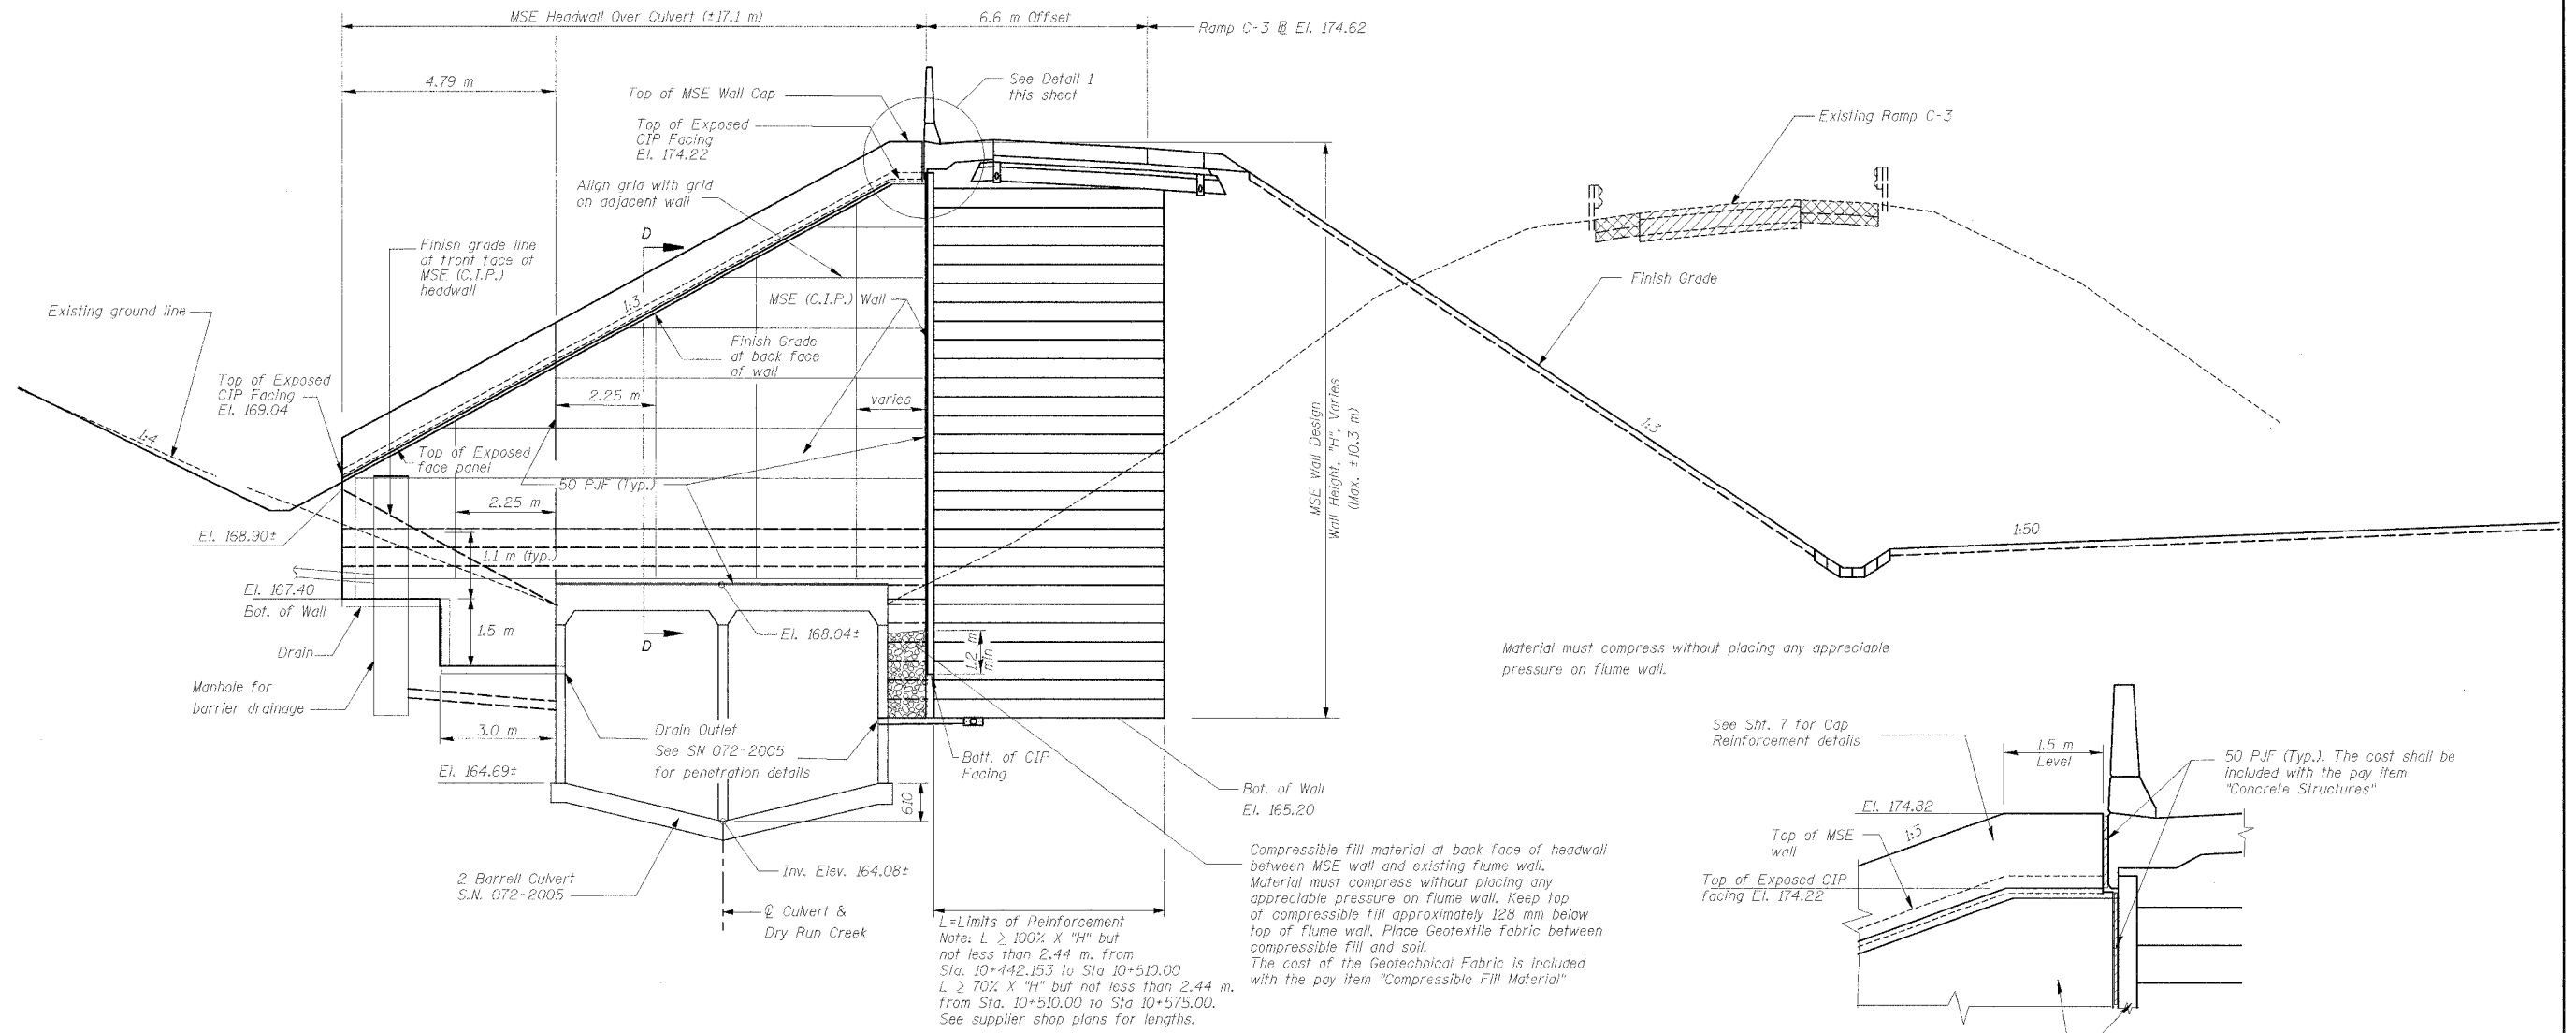 MSE Headwall Over Culvert (±17.1 m)
6.6 m Offset
Ramp C-3 ℄ El. 174.62
4.79 m
Top of MSE Wall Cap
See Detail 1
this sheet
Top of Exposed
CIP Facing
El. 174.22
Existing Ramp C-3
Align grid with grid
on adjacent wall
D
Finish grade line
at front face of
MSE (C.I.P.)
headwall
1:3
MSE (C.I.P.) Wall
Finish Grade
Existing ground line
Finish Grade
at back face
of wall
Top of Exposed
CIP Facing
El. 169.04
2.25 m
varies
MSE Wall Design
Wall Height, "H", Varies
(Max. ±10.3 m)
1:3
1:4
Top of Exposed
face panel
50 PJF (Typ.)
2.25 m
El. 168.90±
1.1 m (typ.)
1:50
El. 167.40
Bot. of Wall
1.5 m
D
El. 168.04±
1.2 m
min
Drain
Material must compress without placing any appreciable
pressure on flume wall.
Manhole for
barrier drainage
3.0 m
Drain Outlet
See SN 072-2005
for penetration details
El. 164.69±
Bott. of CIP
Facing
610
Bot. of Wall
El. 165.20
See Sht. 7 for Cap
Reinforcement details
1.5 m
Level
50 PJF (Typ.). The cost shall be
included with the pay item
"Concrete Structures"
El. 174.82
1:3
Top of MSE
wall
Top of Exposed CIP
facing El. 174.22
2 Barrell Culvert
S.N. 072-2005
Inv. Elev. 164.08±
℄ Culvert &
Dry Run Creek
L=Limits of Reinforcement
Note: L ≥ 100% X "H" but
not less than 2.44 m. from
Sta. 10+442.153 to Sta 10+510.00
L ≥ 70% X "H" but not less than 2.44 m.
from Sta. 10+510.00 to Sta 10+575.00.
See supplier shop plans for lengths.
Compressible fill material at back face of headwall
between MSE wall and existing flume wall.
Material must compress without placing any
appreciable pressure on flume wall. Keep top
of compressible fill approximately 128 mm below
top of flume wall. Place Geotextile fabric between
compressible fill and soil.
The cost of the Geotechnical Fabric is included
with the pay item "Compressible Fill Material"